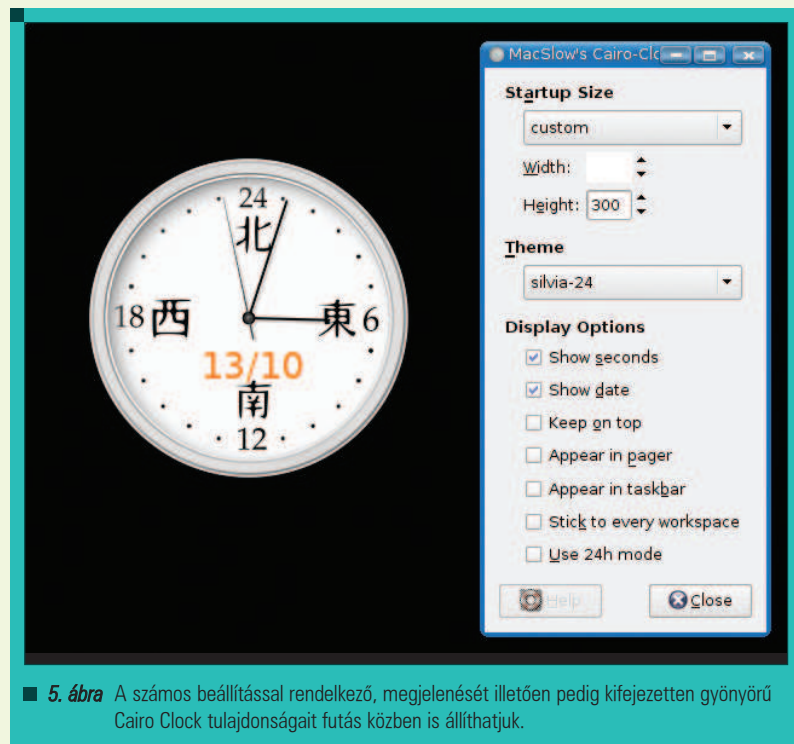 24
北
18 西 東 6
13/10
南
12
MacSlow's Cairo-Clo
Startup Size
custom
Width:
Height: 300
Theme
silvia-24
Display Options
Show seconds
Show date
Keep on top
Appear in pager
Appear in taskbar
Stick to every workspace
Use 24h mode
Help Close
5. ábra A számos beállítással rendelkező, megjelenését illetően pedig kifejezetten gyönyörű
Cairo Clock tulajdonságait futás közben is állíthatjuk.